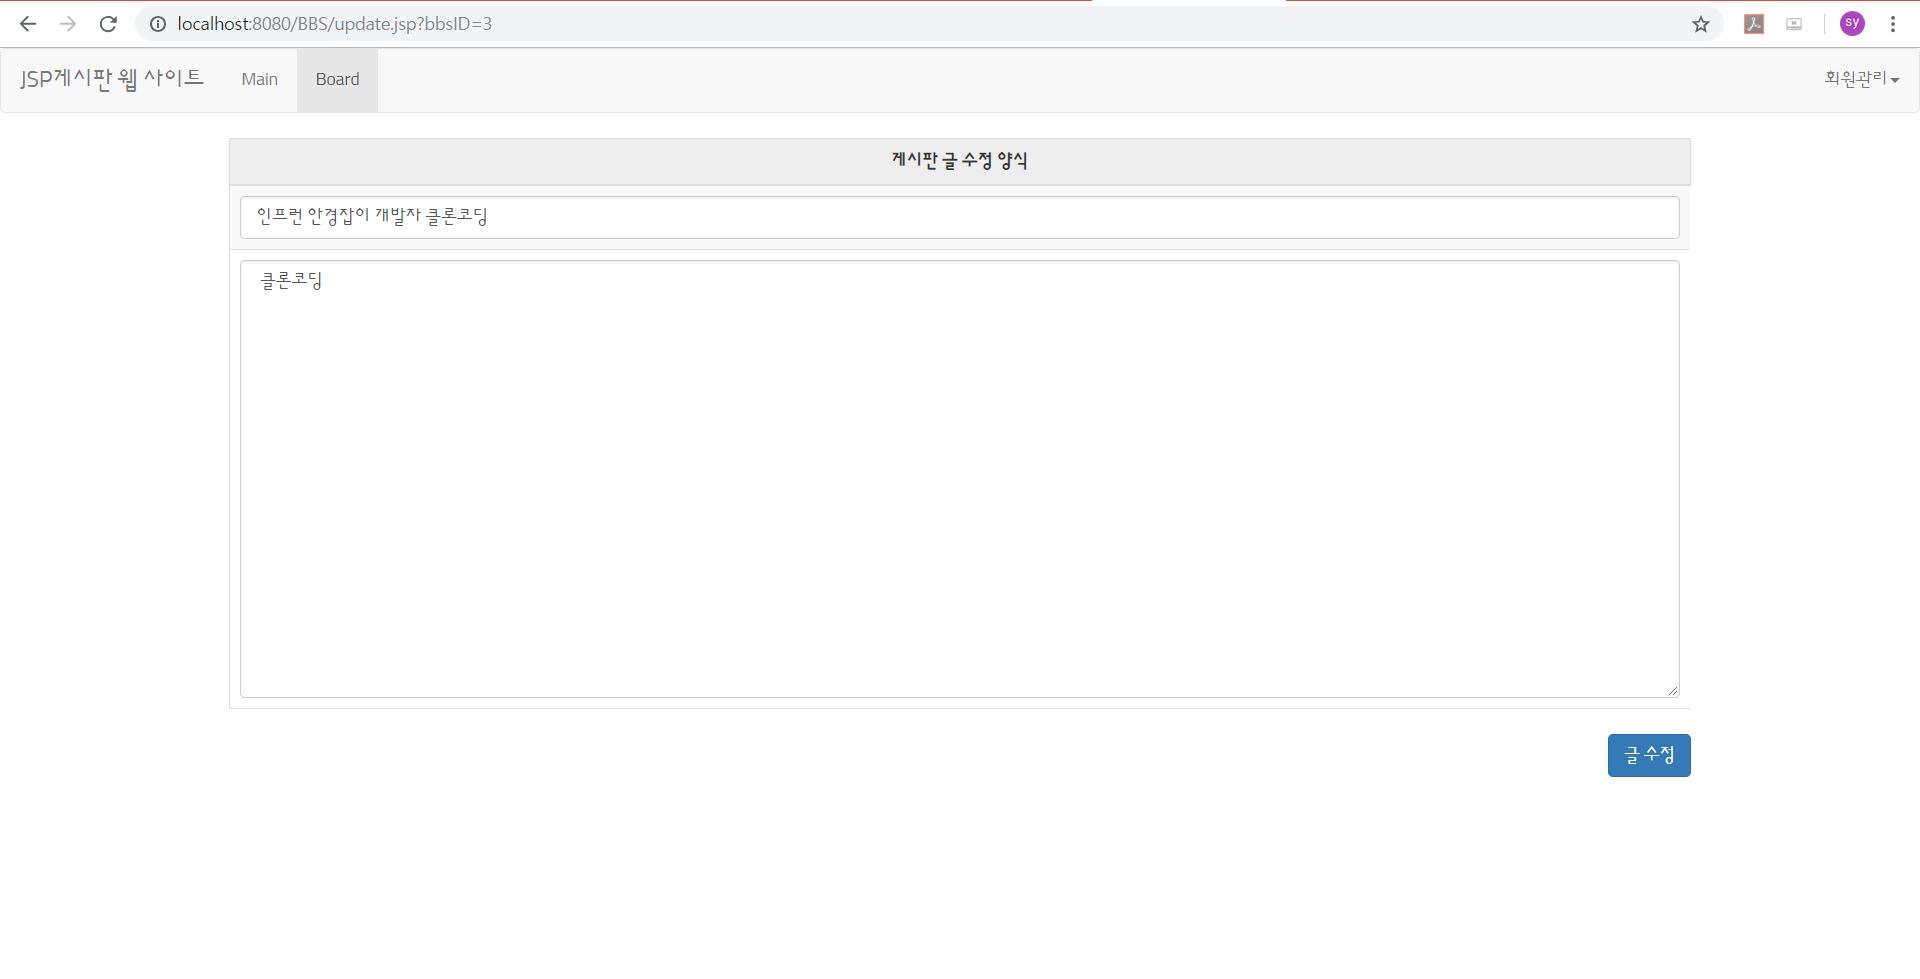 localhost:8080/BBS/update.jsp?bbsID=3
sy
JSP게시판 웹 사이트 Main Board 회원관리
게시판 글 수정 양식
인프런 안경잡이 개발자 클론코딩
클론코딩
글 수정